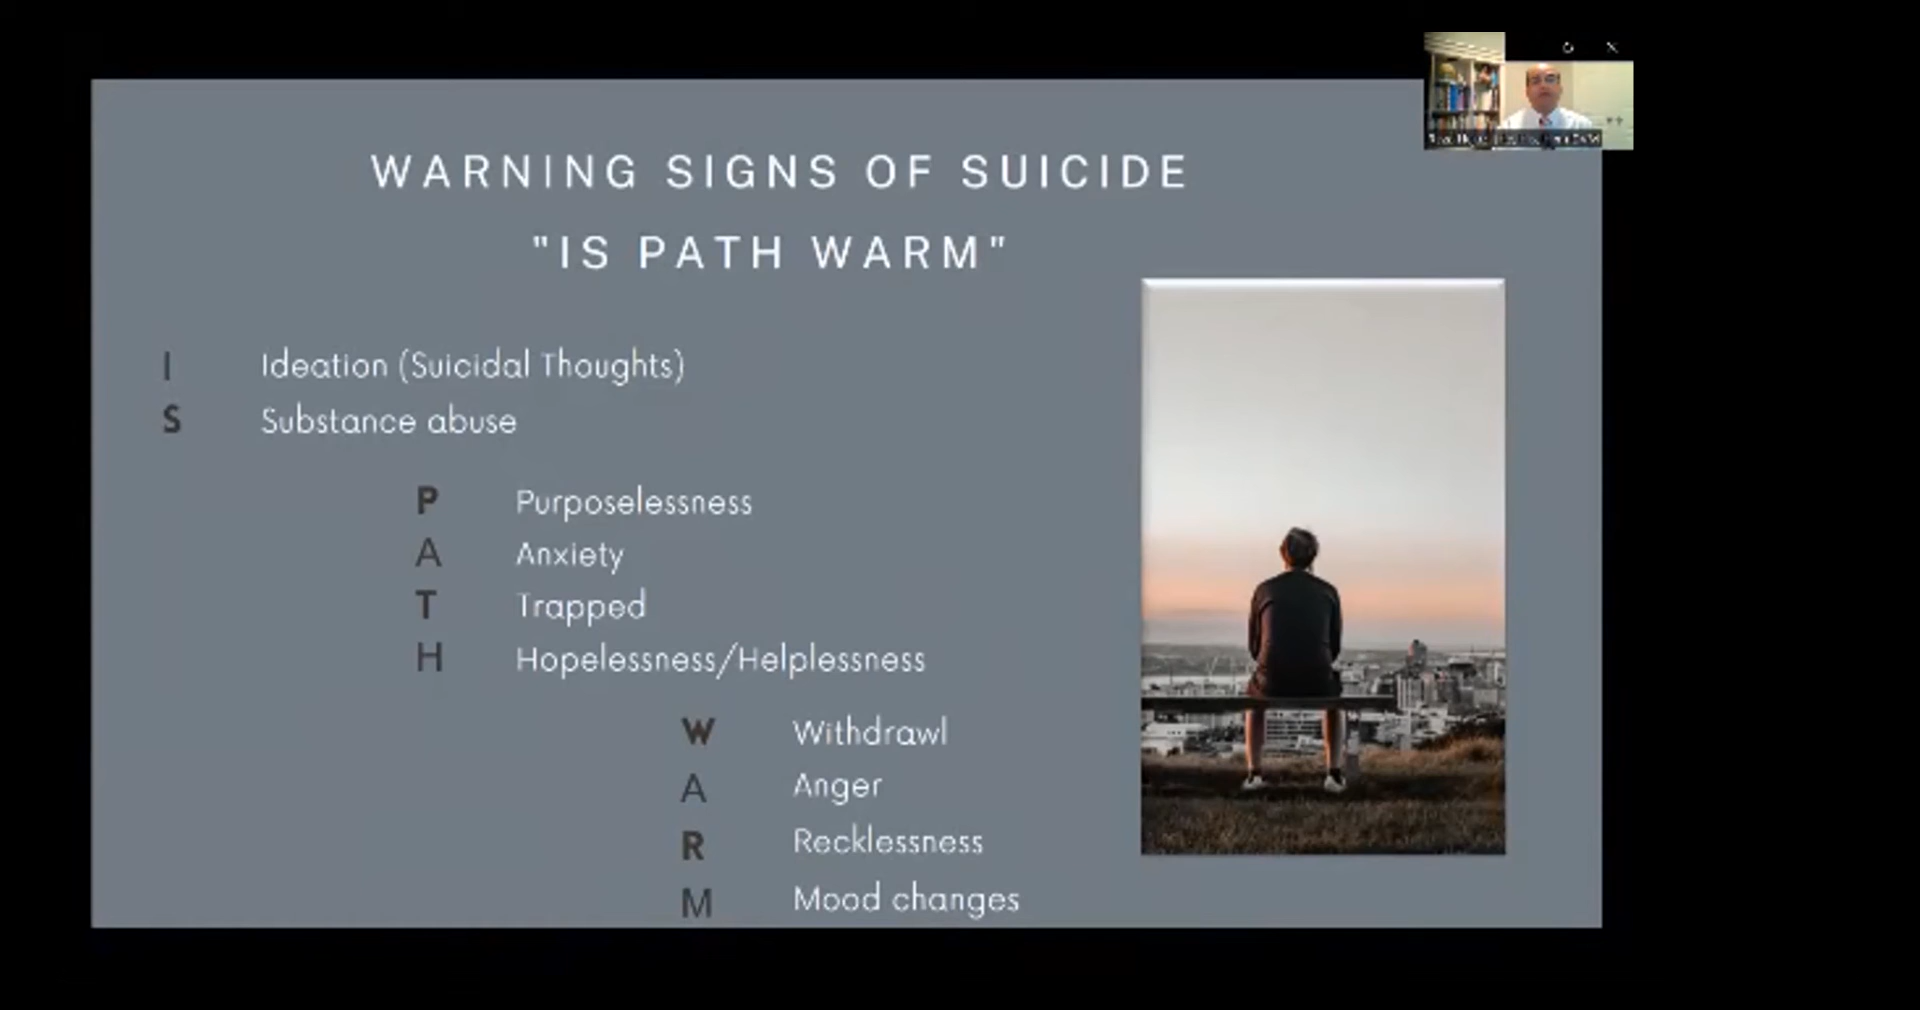 WARNING SIGNS OF SUICIDE
"IS PATH WARM"
I Ideation (Suicidal Thoughts)
S Substance abuse
P Purposelessness
A Anxiety
T Trapped
H Hopelessness/Helplessness
W Withdrawl
A Anger
R Recklessness
M Mood changes